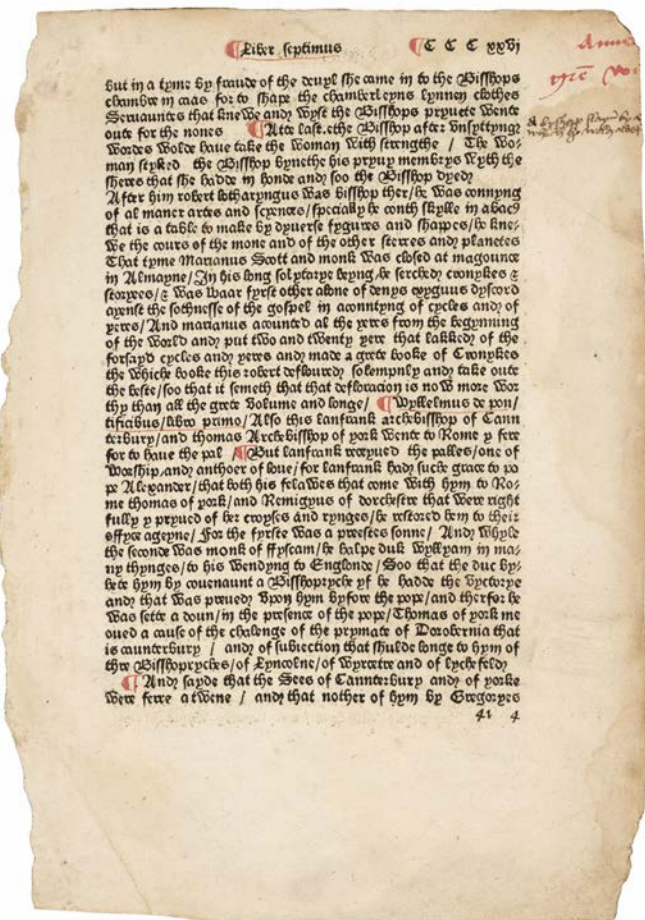 ¶Liber septimus ¶C C C xxvj
but in a tyme by fraude of the deuyl she came in to the Bisshops
chambre in caas for to shape the chamberleyns lynnen clothes
Seruauntes that knewe and wyst the Bisshops pryuete wente
oute for the nones ¶Atte last.ethe Bisshop after vnsyttynge
wordes wolde haue take the woman with strengthe / The wo-
man styked the Bisshop bynethe his pryuy membrys wyth the
sheres that she hadde in honde and soo the Bisshop dyed
After him robert lotharyngus was bisshop ther/he was connyng
of al maner artes and scyences/specially he couth skylle in abac9
that is a table to make by dyuerse fygures and shappes/he kne-
we the cours of the mone and of the other sterres and planetes
That tyme Marianus Scott and monk was closed at magounce
in Almayne/In his long solytarye beyng/he serched cronykes &
storyees/& was waar fyrst other alone of denys exyguus dyscord
ayenst the sothnesse of the gospel in acountyng of cycles and of
yeres/And marianus acounted al the yeres from the begynnyng
of the world and put two and twenty yere that lakked of the
forsayd cycles and yeres and made a grete booke of Cronykes
the whiche booke this robert defloured solempnly and take oute
the beste/soo that it semeth that that defloracion is now more wor
thy than all the grete volume and longe/ ¶Wyllelmus de pon/
tificibus/libro primo/Also this lanfrank archebisshop of Cann
terbury/and thomas Archebisshop of york wente to Rome y fere
for to haue the pal /¶But lanfrank receyued the palles/one of
worship,and anthoer of loue/for lanfrank had suche grace to po
pe Alexander/that both his felawes that come with hym to Ro-
me thomas of york/and Remigyus of dorchestre that were right
fully y pryued of her croyses and rynges/he restored hem to their
offyce ageyne/ For the fyrste was a preestes sonne/ And whyle
the seconde was monk of ffyscam/he halpe duk wyllyam in ma-
ny thynges/to his wendyng to Englonde/Soo that the duc by-
hete hym by couenaunt a Bisshopryche yf he hadde the vyctorye
and that was preued vpon hym byfore the pope/and therfor he
was sette a doun/in the presence of the pope/Thomas of york me
oued a cause of the chalenge of the prymate of Dorobernia that
is caunterbury / and of subiection that shulde longe to hym of
thre Bisshopryches/of Lyncolne/of wyrcetre and of lychefeld
¶And sayde that the Sees of Cannterbury and of yorke
were ferre atwene / and that nother of hym by Gregoryes
41 4